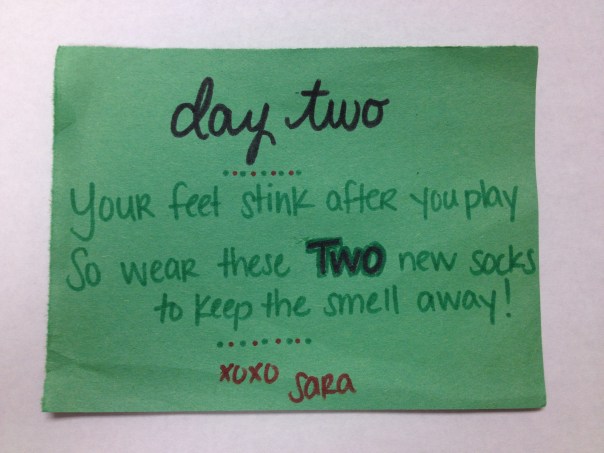 day two
Your feet stink after you play
So wear these TWO new socks
to keep the smell away!
xoxo Sara